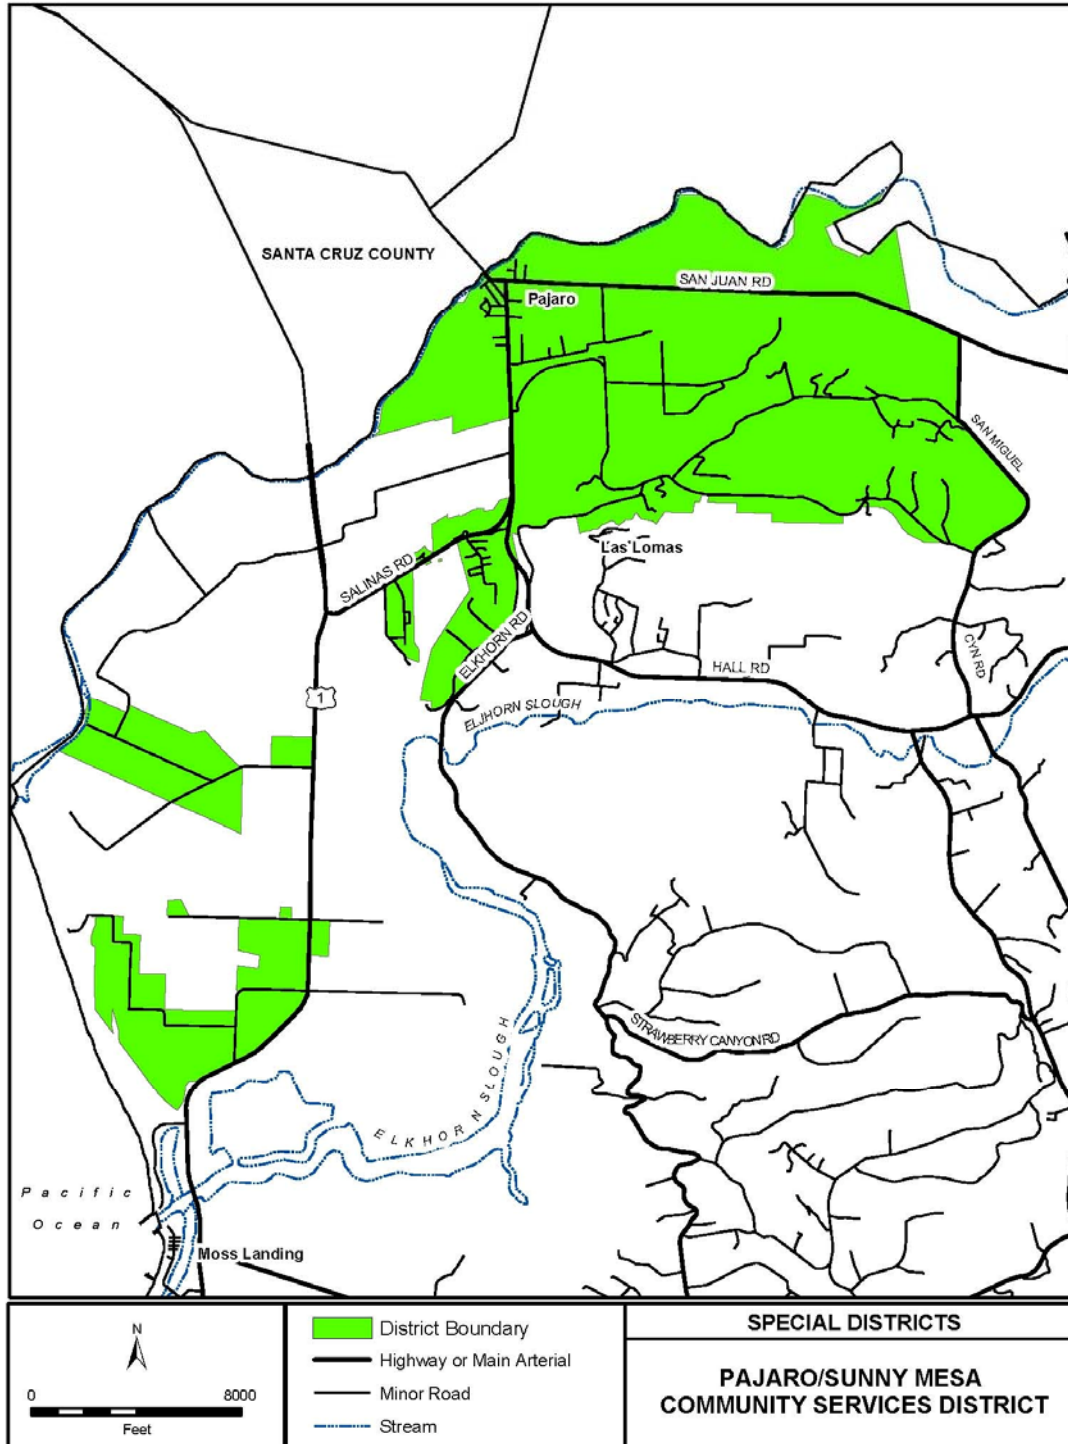 SANTA CRUZ COUNTY
SAN JUAN RD
Pajaro
SAN MIGUEL
Las Lomas
SALINAS RD
ELKHORN RD
CYN RD
HALL RD
1
ELJHORN SLOUGH
STRAWBERRY CANYON RD
ELKHORN SLOUGH
Pacific
Ocean
Moss Landing
N
0 8000
Feet
District Boundary
Highway or Main Arterial
Minor Road
Stream
SPECIAL DISTRICTS
PAJARO/SUNNY MESA
COMMUNITY SERVICES DISTRICT